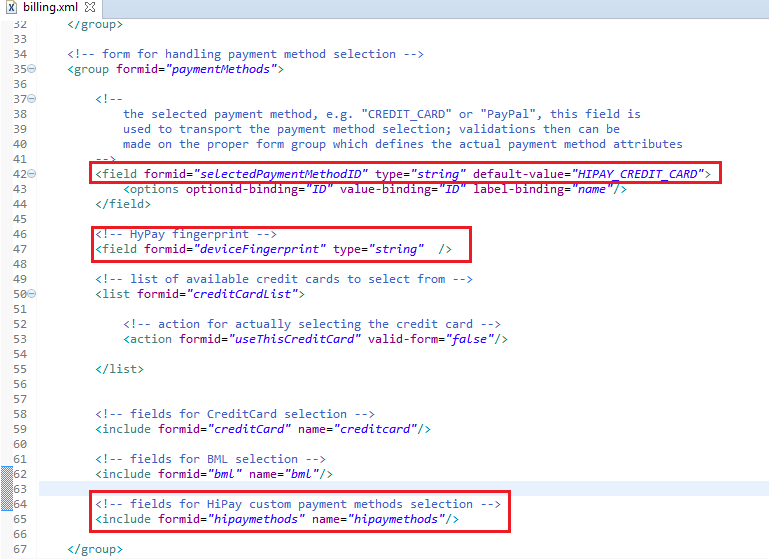 billing.xml
32 </group>
33
34 <!-- form for handling payment method selection -->
35 <group formid="paymentMethods">
36
37 <!--
38 the selected payment method, e.g. "CREDIT_CARD" or "PayPal", this field is
39 used to transport the payment method selection; validations then can be
40 made on the proper form group which defines the actual payment method attributes
41 -->
42 <field formid="selectedPaymentMethodID" type="string" default-value="HIPAY_CREDIT_CARD">
43 <options optionid-binding="ID" value-binding="ID" label-binding="name"/>
44 </field>
45
46 <!-- HyPay fingerprint -->
47 <field formid="deviceFingerprint" type="string"  />
48
49 <!-- list of available credit cards to select from -->
50 <list formid="creditCardList">
51
52 <!-- action for actually selecting the credit card -->
53 <action formid="useThisCreditCard" valid-form="false"/>
54
55 </list>
56
57
58 <!-- fields for CreditCard selection -->
59 <include formid="creditCard" name="creditcard"/>
60
61 <!-- fields for BML selection -->
62 <include formid="bml" name="bml"/>
63
64 <!-- fields for HiPay custom payment methods selection -->
65 <include formid="hipaymethods" name="hipaymethods"/>
66
67 </group>